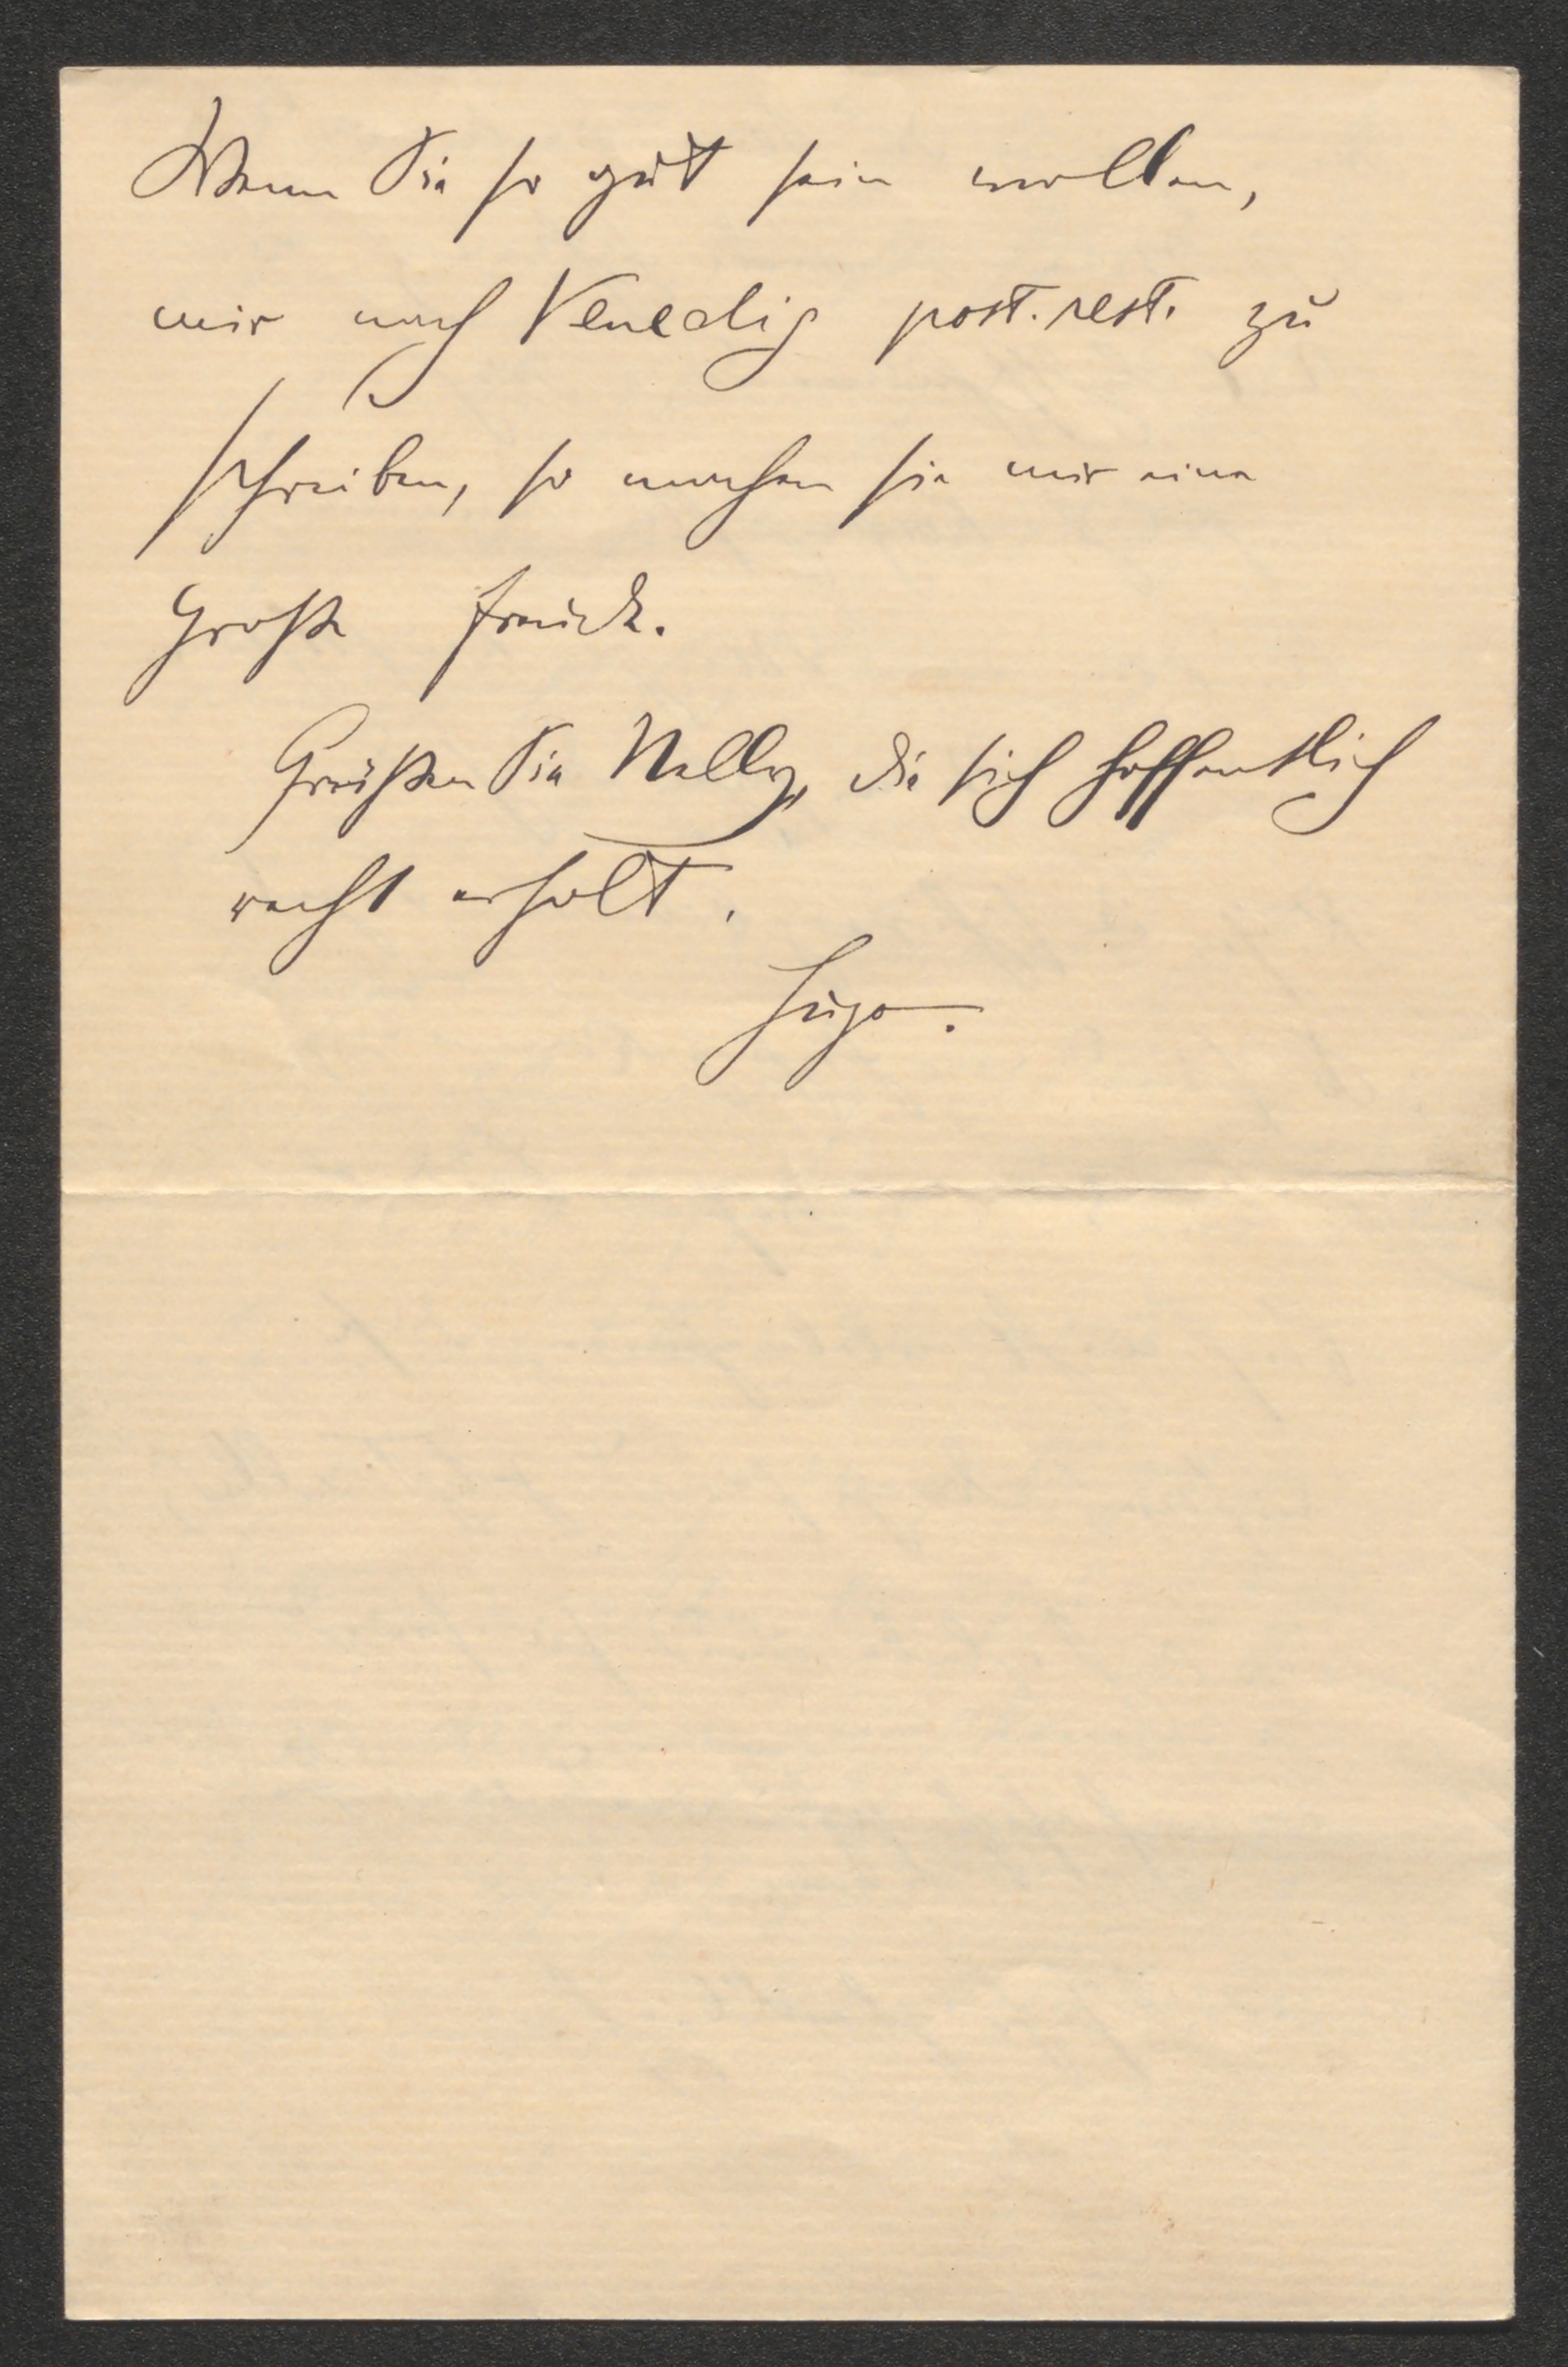 Wenn Sie so gut sein wollen,
mir nach Venedig post. rest. zu
schreiben, so machen sie mir eine
große Freude.
Grüßen Sie Nelly, die sich hoffentlich
recht erholt.
Hugo.